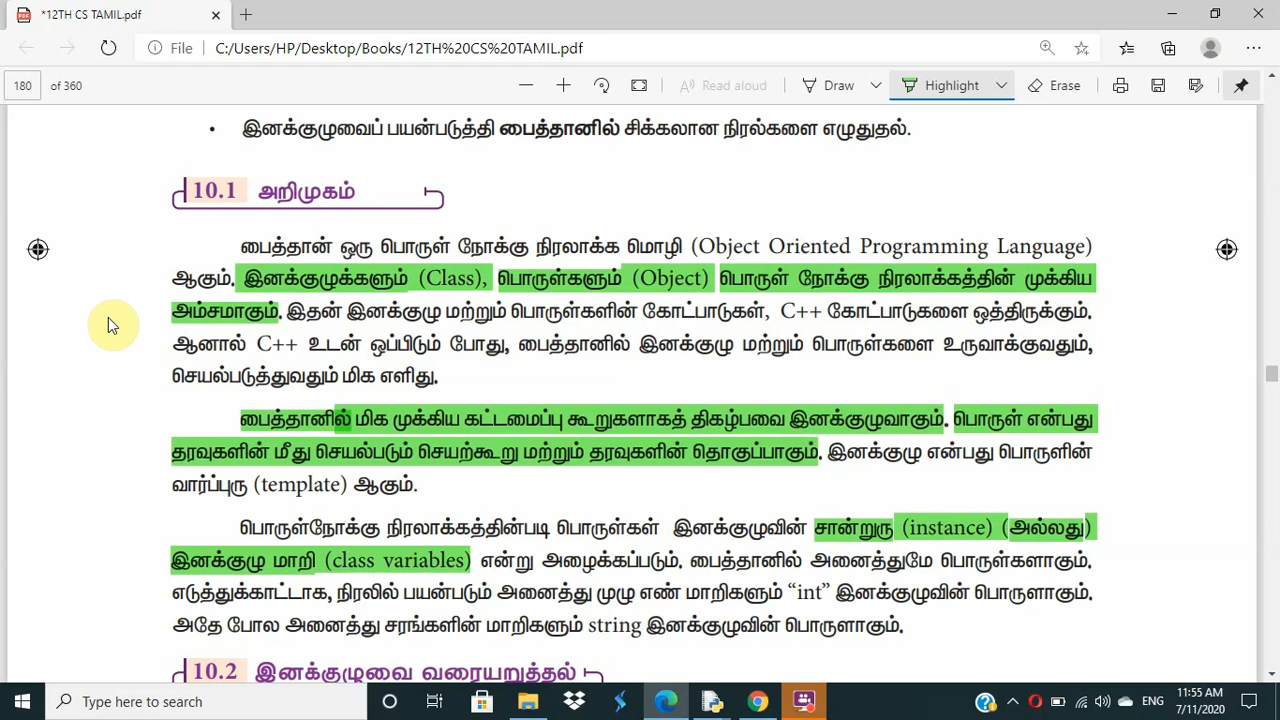 *12TH CS TAMIL.pdf
File C:/Users/HP/Desktop/Books/12TH%20CS%20TAMIL.pdf
180 of 360 Read aloud Draw Highlight Erase
• இனக்குழுவைப் பயன்படுத்தி பைத்தானில் சிக்கலான நிரல்களை எழுதுதல்.
10.1 அறிமுகம்
பைத்தான் ஒரு பொருள் நோக்கு நிரலாக்க மொழி (Object Oriented Programming Language)
ஆகும். இனக்குழுக்களும் (Class), பொருள்களும் (Object) பொருள் நோக்கு நிரலாக்கத்தின் முக்கிய
அம்சமாகும். இதன் இனக்குழு மற்றும் பொருள்களின் கோட்பாடுகள், C++ கோட்பாடுகளை ஒத்திருக்கும்.
ஆனால் C++ உடன் ஒப்பிடும் போது, பைத்தானில் இனக்குழு மற்றும் பொருள்களை உருவாக்குவதும்,
செயல்படுத்துவதும் மிக எளிது.
பைத்தானில் மிக முக்கிய கட்டமைப்பு கூறுகளாகத் திகழ்பவை இனக்குழுவாகும். பொருள் என்பது
தரவுகளின் மீது செயல்படும் செயற்கூறு மற்றும் தரவுகளின் தொகுப்பாகும். இனக்குழு என்பது பொருளின்
வார்ப்புரு (template) ஆகும்.
பொருள்நோக்கு நிரலாக்கத்தின்படி பொருள்கள் இனக்குழுவின் சான்றுரு (instance) (அல்லது)
இனக்குழு மாறி (class variables) என்று அழைக்கப்படும். பைத்தானில் அனைத்துமே பொருள்களாகும்.
எடுத்துக்காட்டாக, நிரலில் பயன்படும் அனைத்து முழு எண் மாறிகளும் “int” இனக்குழுவின் பொருளாகும்.
அதே போல அனைத்து சரங்களின் மாறிகளும் string இனக்குழுவின் பொருளாகும்.
10.2 இனக்குழுவை வரையறுத்தல்
Type here to search ENG 11:55 AM
7/11/2020